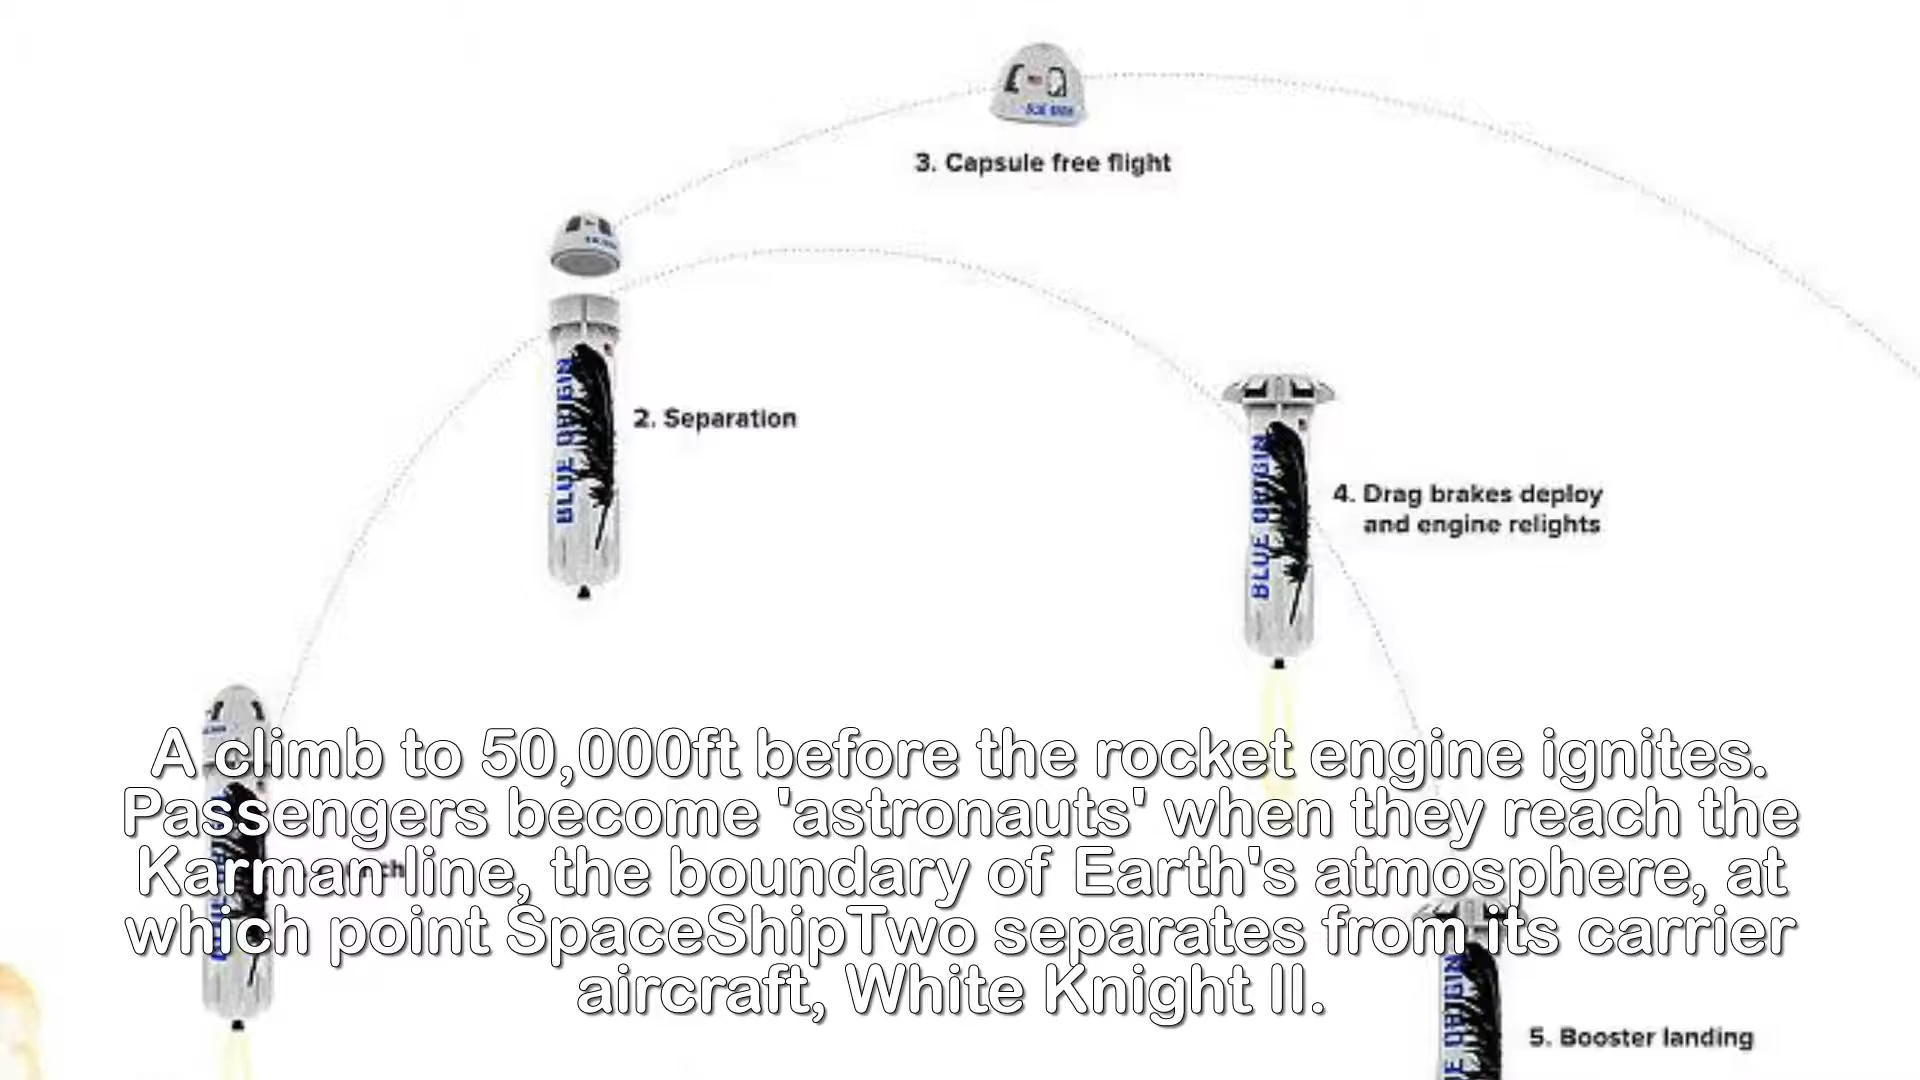 3. Capsule free flight
2. Separation
BLUE ORIGIN
4. Drag brakes deploy
and engine relights
BLUE ORIGIN
A climb to 50,000ft before the rocket engine ignites.
Passengers become 'astronauts' when they reach the
Karman line, the boundary of Earth's atmosphere, at
which point SpaceShipTwo separates from its carrier
aircraft, White Knight II.
5. Booster landing